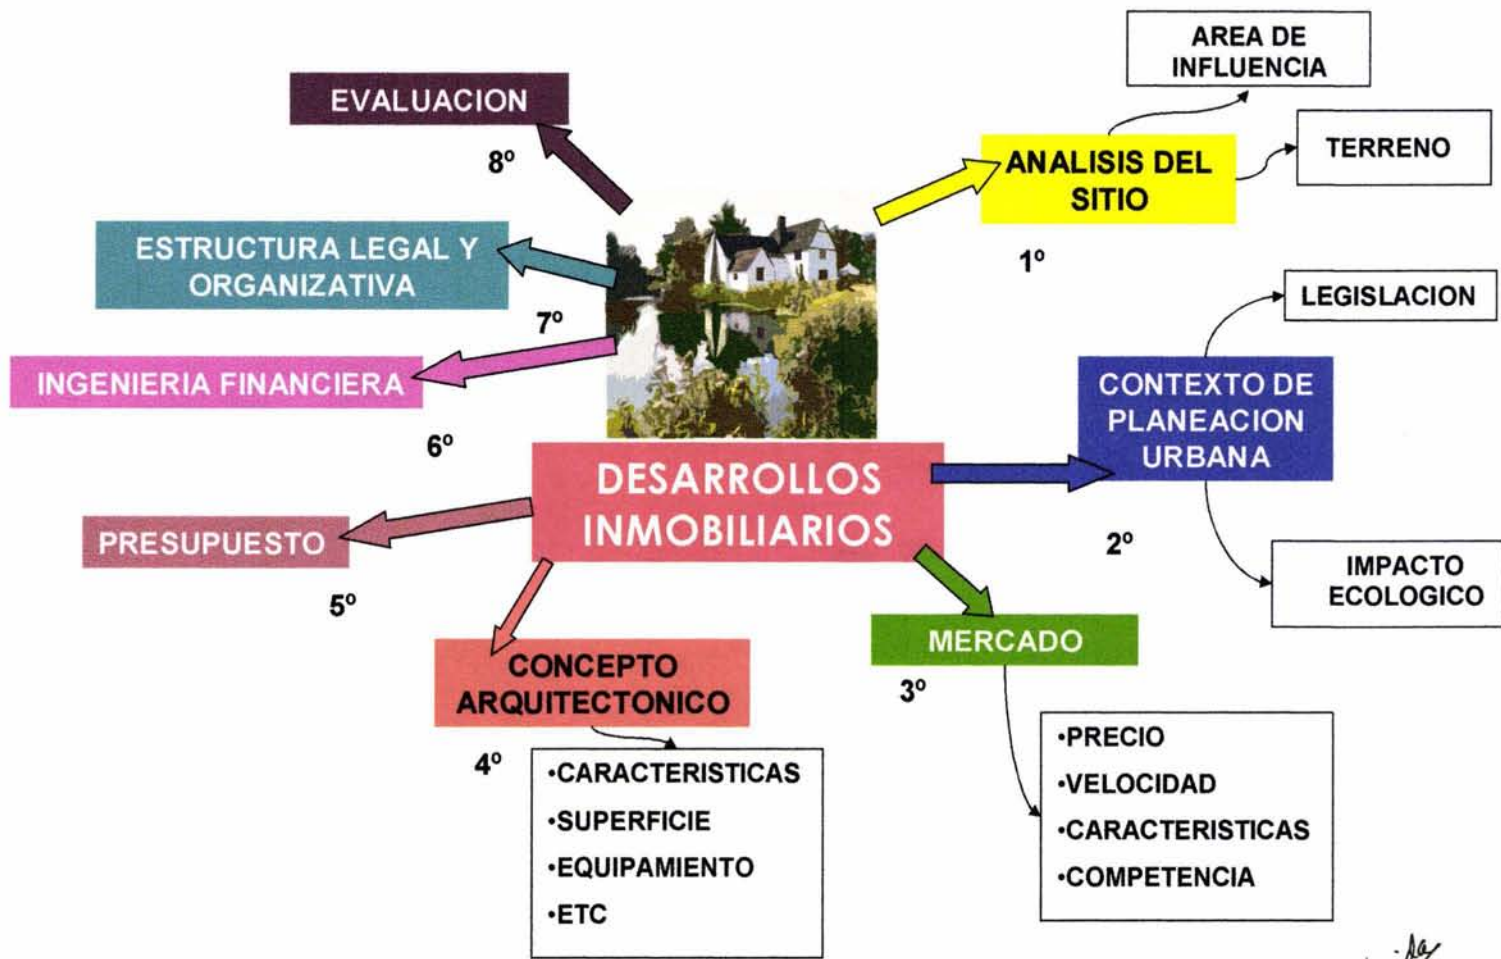 DESARROLLOS
INMOBILIARIOS
AREA DE
INFLUENCIA
ANALISIS DEL
SITIO
TERRENO
1º
LEGISLACION
CONTEXTO DE
PLANEACION
URBANA
2º
IMPACTO
ECOLOGICO
MERCADO
3º
•PRECIO
•VELOCIDAD
•CARACTERISTICAS
•COMPETENCIA
CONCEPTO
ARQUITECTONICO
4º
•CARACTERISTICAS
•SUPERFICIE
•EQUIPAMIENTO
•ETC
PRESUPUESTO
5º
INGENIERIA FINANCIERA
6º
ESTRUCTURA LEGAL Y
ORGANIZATIVA
7º
EVALUACION
8º